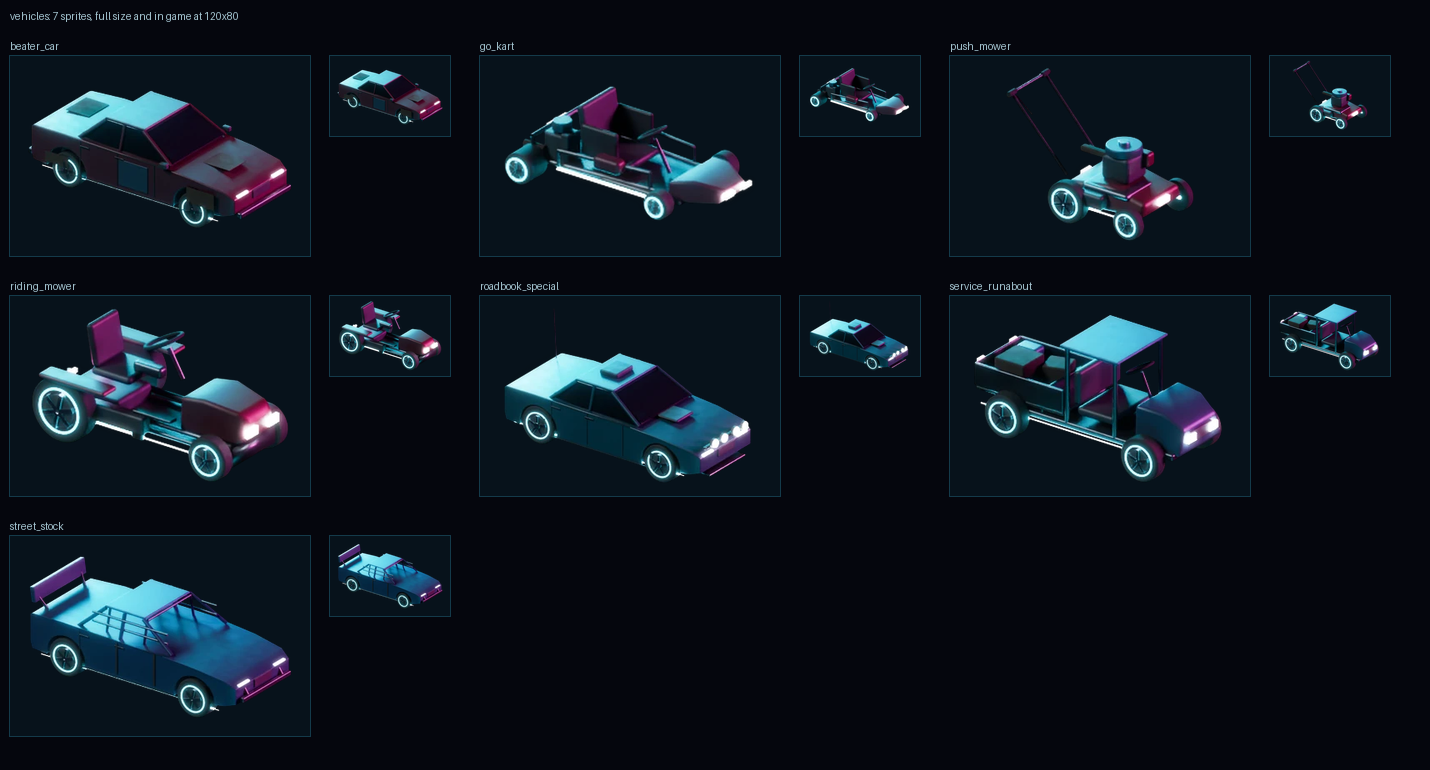 vehicles: 7 sprites, full size and in game at 120x80
beater_car
go_kart
push_mower
riding_mower
roadbook_special
service_runabout
street_stock